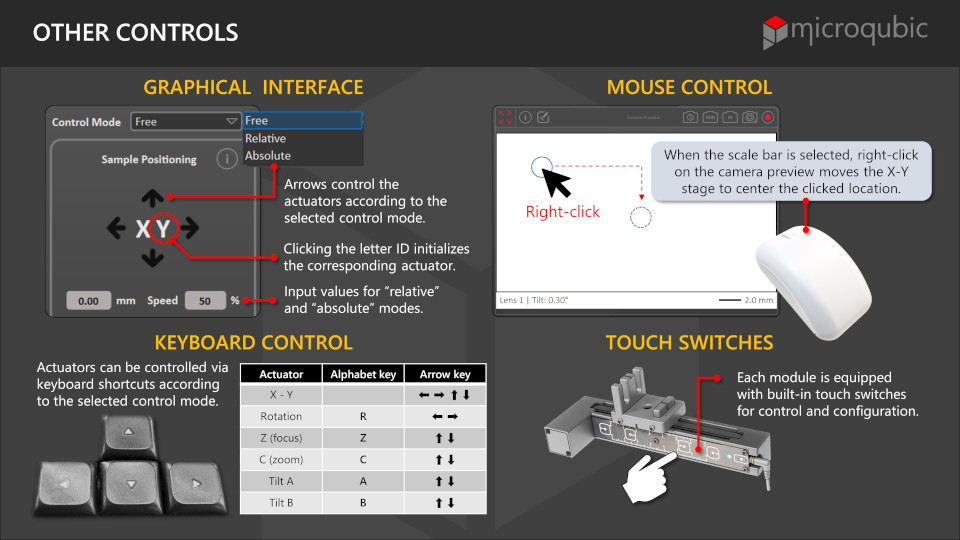 OTHER CONTROLS
microqubic
GRAPHICAL INTERFACE
Control Mode
Free
Free
Relative
Absolute
Sample Positioning
i
X Y
0.00 mm Speed 50 %
Arrows control the
actuators according to the
selected control mode.
Clicking the letter ID initializes
the corresponding actuator.
Input values for “relative”
and “absolute” modes.
MOUSE CONTROL
i
Camera Preview
HDR
When the scale bar is selected, right-click
on the camera preview moves the X-Y
stage to center the clicked location.
Right-click
Lens 1 | Tilt: 0.30°
2.0 mm
KEYBOARD CONTROL
Actuators can be controlled via
keyboard shortcuts according
to the selected control mode.
Actuator Alphabet key Arrow key
X - Y ← → ↑ ↓
Rotation R ← →
Z (focus) Z ↑ ↓
C (zoom) C ↑ ↓
Tilt A A ↑ ↓
Tilt B B ↑ ↓
TOUCH SWITCHES
Each module is equipped
with built-in touch switches
for control and configuration.